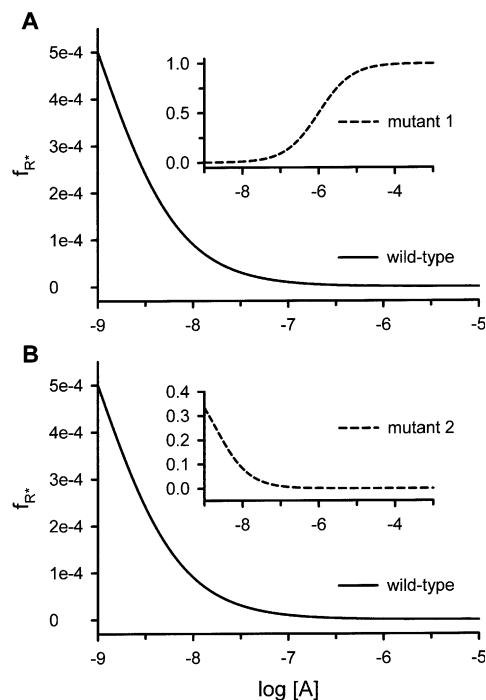 A
5e-4
4e-4
3e-4
2e-4
1e-4
0
fR*
1.0
0.5
0.0
-8
-6
-4
mutant 1
wild-type
-9
-8
-7
-6
-5
B
5e-4
4e-4
3e-4
2e-4
1e-4
0
fR*
0.4
0.3
0.2
0.1
0.0
-8
-6
-4
mutant 2
wild-type
-9
-8
-7
-6
-5
log [A]